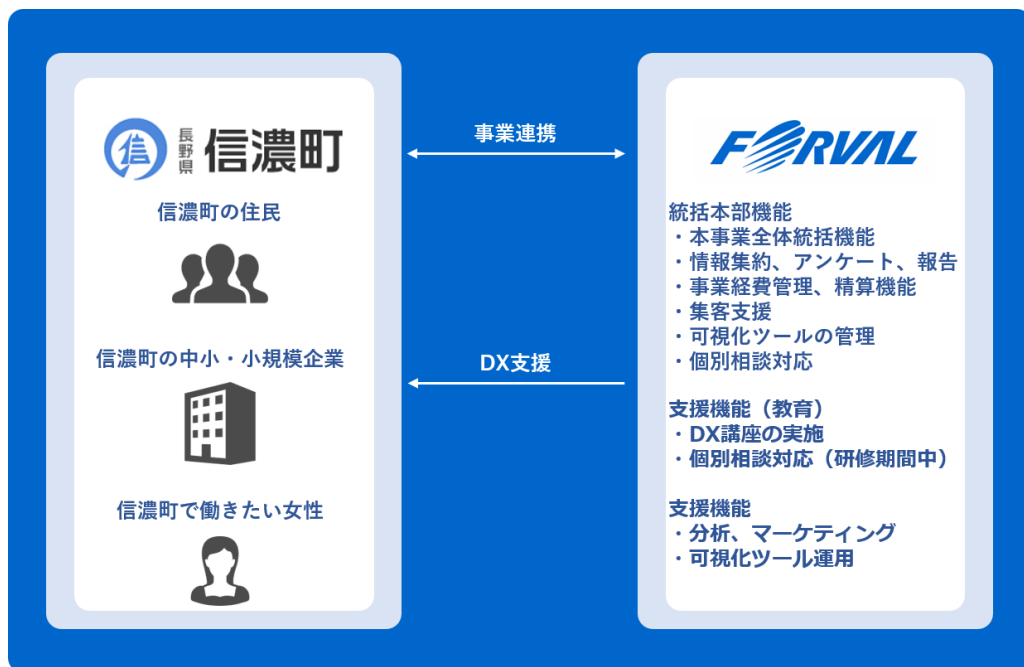 長野県 信濃町
信濃町の住民
信濃町の中小・小規模企業
信濃町で働きたい女性
事業連携
DX支援
FORVAL
統括本部機能
・本事業全体統括機能
・情報集約、アンケート、報告
・事業経費管理、精算機能
・集客支援
・可視化ツールの管理
・個別相談対応
支援機能（教育）
・DX講座の実施
・個別相談対応（研修期間中）
支援機能
・分析、マーケティング
・可視化ツール運用